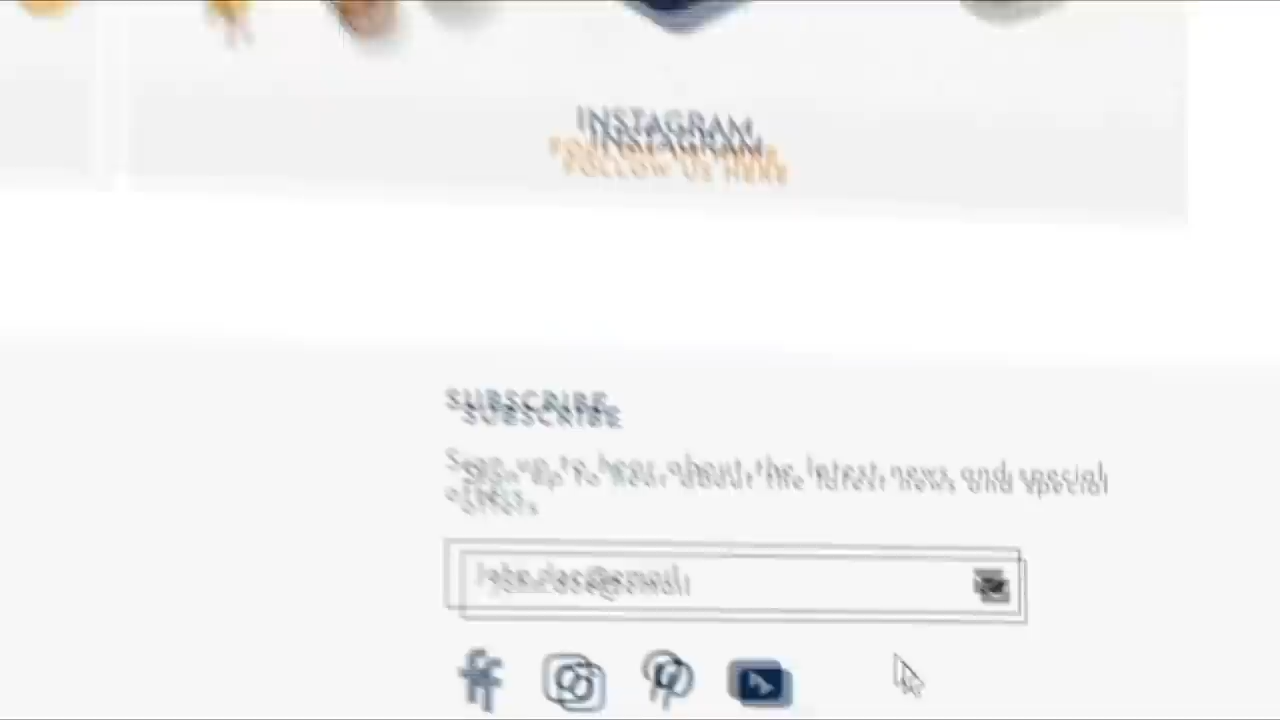 INSTAGRAM
FOLLOW US HERE
SUBSCRIBE
Sign up to hear about the latest news and special
offers